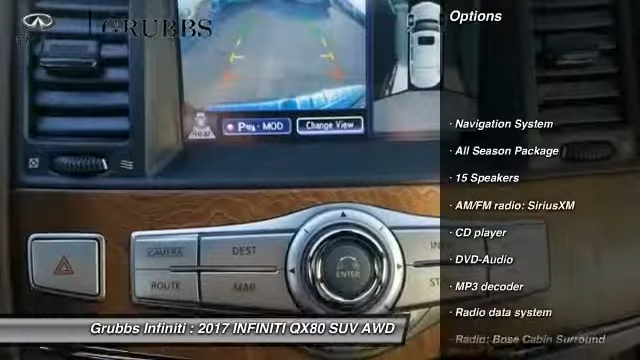 GRUBBS
Options
Rear
P MOD
Change View
· Navigation System
· All Season Package
· 15 Speakers
· AM/FM radio: SiriusXM
· CD player
· DVD-Audio
· MP3 decoder
· Radio data system
· Radio: Bose Cabin Surround
CAMERA
DEST
ROUTE
MAP
ENTER
Grubbs Infiniti : 2017 INFINITI QX80 SUV AWD